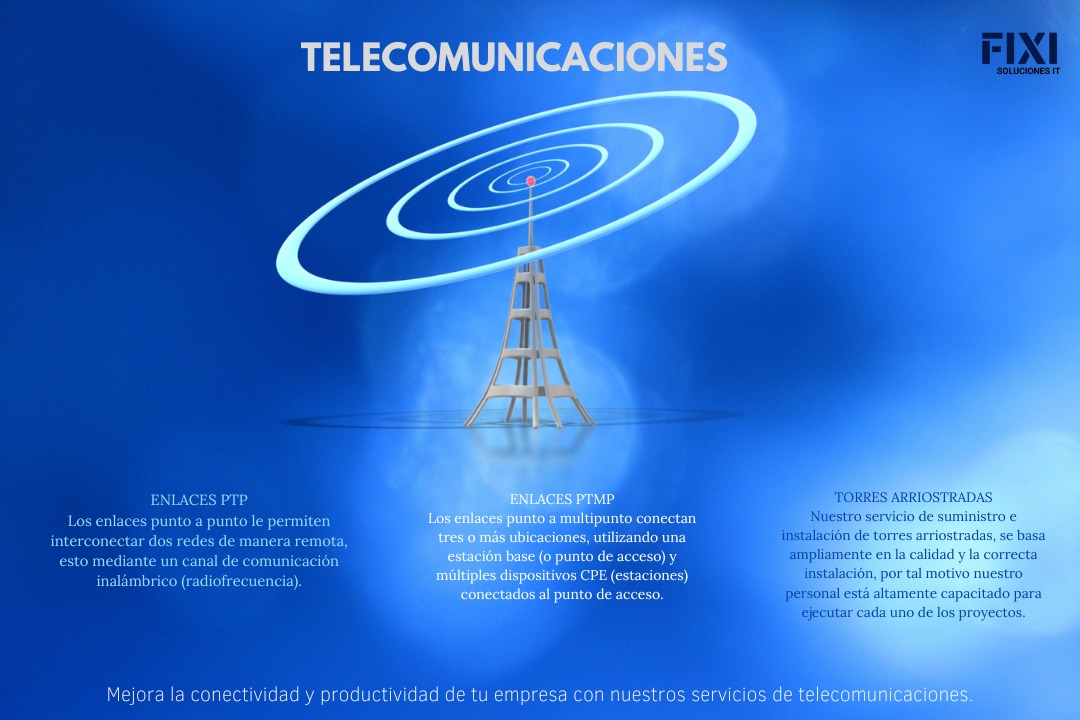 TELECOMUNICACIONES
FIXI
SOLUCIONES IT
ENLACES PTP
Los enlaces punto a punto le permiten
interconectar dos redes de manera remota,
esto mediante un canal de comunicación
inalámbrico (radiofrecuencia).
ENLACES PTMP
Los enlaces punto a multipunto conectan
tres o más ubicaciones, utilizando una
estación base (o punto de acceso) y
múltiples dispositivos CPE (estaciones)
conectados al punto de acceso.
TORRES ARRIOSTRADAS
Nuestro servicio de suministro e
instalación de torres arriostradas, se basa
ampliamente en la calidad y la correcta
instalación, por tal motivo nuestro
personal está altamente capacitado para
ejecutar cada uno de los proyectos.
Mejora la conectividad y productividad de tu empresa con nuestros servicios de telecomunicaciones.